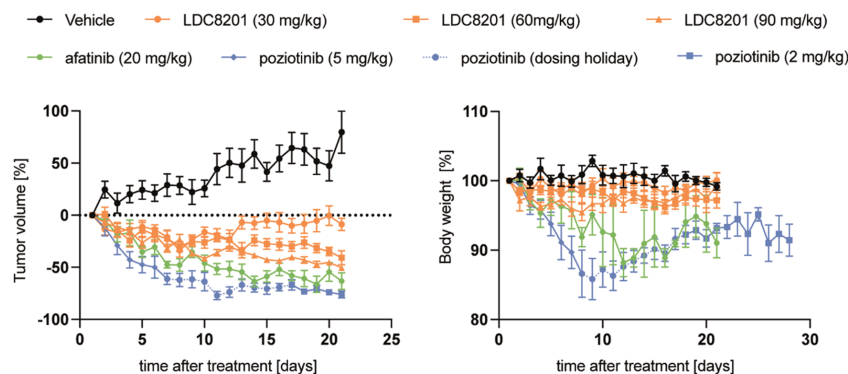 Vehicle
LDC8201 (30 mg/kg)
LDC8201 (60mg/kg)
LDC8201 (90 mg/kg)
afatinib (20 mg/kg)
poziotinib (5 mg/kg)
poziotinib (dosing holiday)
poziotinib (2 mg/kg)
Tumor volume [%]
100
50
0
-50
-100
0 5 10 15 20 25
time after treatment [days]
Body weight [%]
110
100
90
80
0 10 20 30
time after treatment [days]